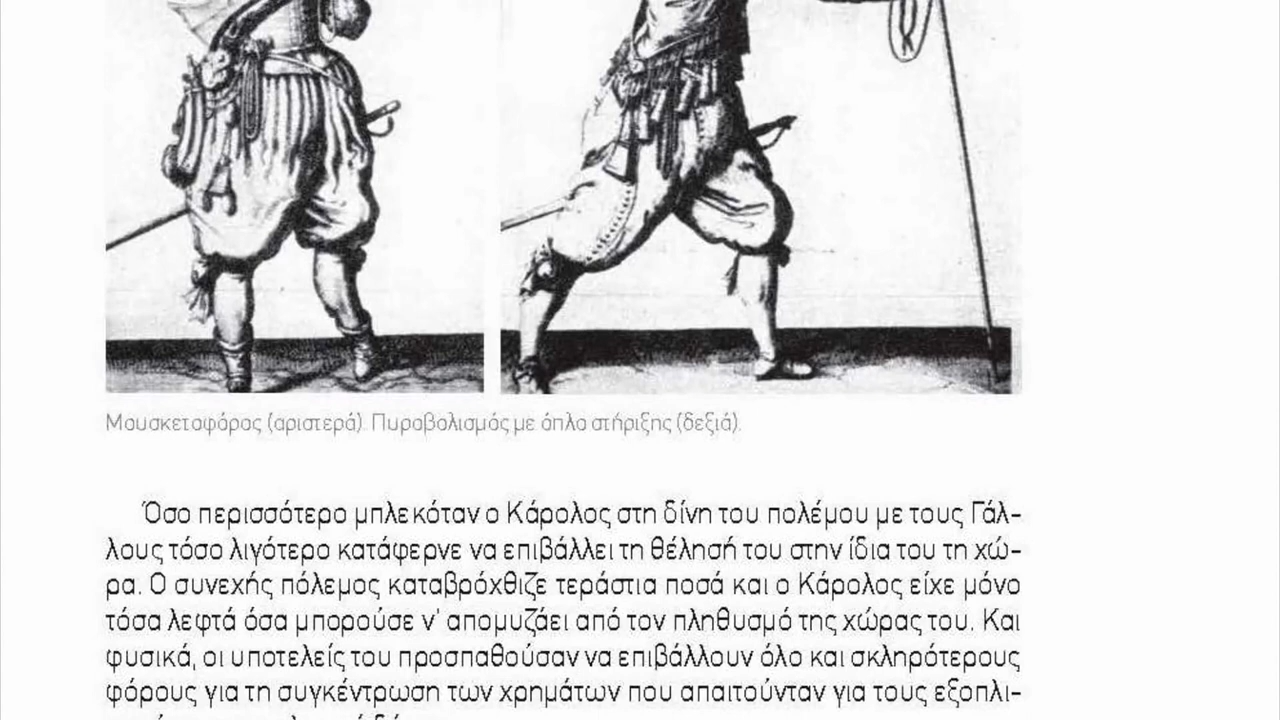 Μουσκετοφόρος (αριστερά). Πυροβολισμός με όπλο στήριξης (δεξιά).
Όσο περισσότερο μπλεκόταν ο Κάρολος στη δίνη του πολέμου με τους Γάλ-
λους τόσο λιγότερο κατάφερνε να επιβάλλει τη θέλησή του στην ίδια του τη χώ-
ρα. Ο συνεχής πόλεμος καταβρόχθιζε τεράστια ποσά και ο Κάρολος είχε μόνο
τόσα λεφτά όσα μπορούσε ν' απομυζάει από τον πληθυσμό της χώρας του. Και
φυσικά, οι υποτελείς του προσπαθούσαν να επιβάλλουν όλο και σκληρότερους
φόρους για τη συγκέντρωση των χρημάτων που απαιτούνταν για τους εξοπλι-